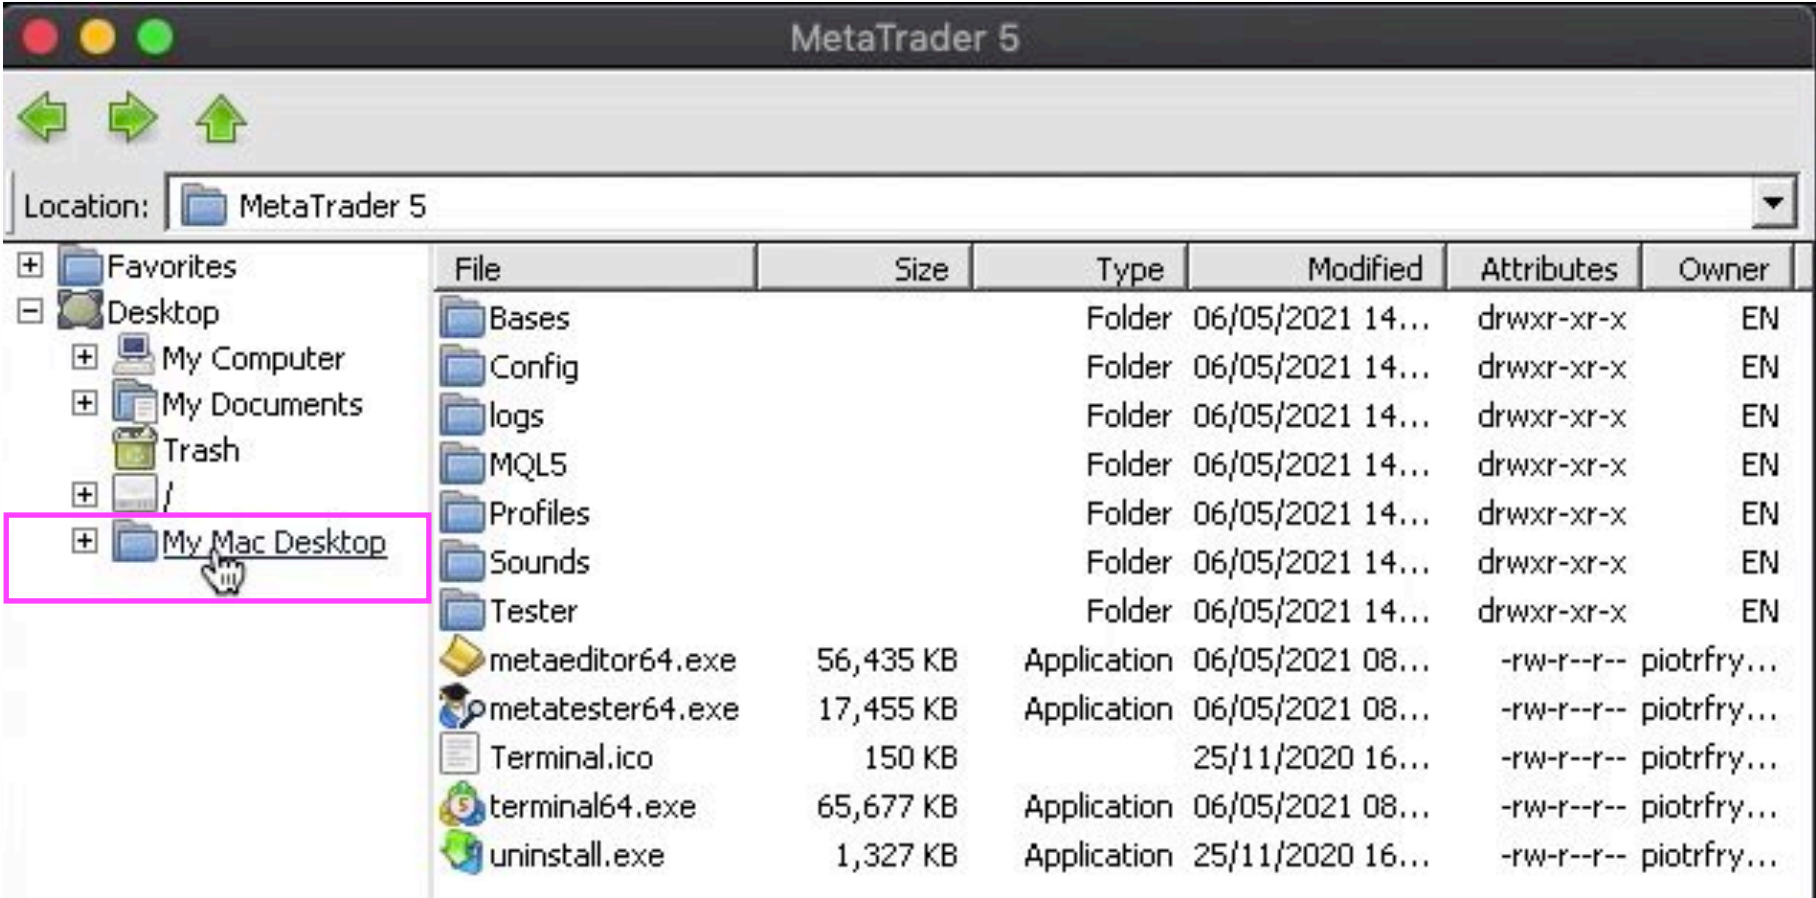 MetaTrader 5
Location: MetaTrader 5
Favorites
Desktop
My Computer
My Documents
Trash
/
My Mac Desktop
File Size Type Modified Attributes Owner
Bases Folder 06/05/2021 14... drwxr-xr-x EN
Config Folder 06/05/2021 14... drwxr-xr-x EN
logs Folder 06/05/2021 14... drwxr-xr-x EN
MQL5 Folder 06/05/2021 14... drwxr-xr-x EN
Profiles Folder 06/05/2021 14... drwxr-xr-x EN
Sounds Folder 06/05/2021 14... drwxr-xr-x EN
Tester Folder 06/05/2021 14... drwxr-xr-x EN
metaeditor64.exe 56,435 KB Application 06/05/2021 08... -rw-r--r-- piotrfry...
metatester64.exe 17,455 KB Application 06/05/2021 08... -rw-r--r-- piotrfry...
Terminal.ico 150 KB 25/11/2020 16... -rw-r--r-- piotrfry...
terminal64.exe 65,677 KB Application 06/05/2021 08... -rw-r--r-- piotrfry...
uninstall.exe 1,327 KB Application 25/11/2020 16... -rw-r--r-- piotrfry...